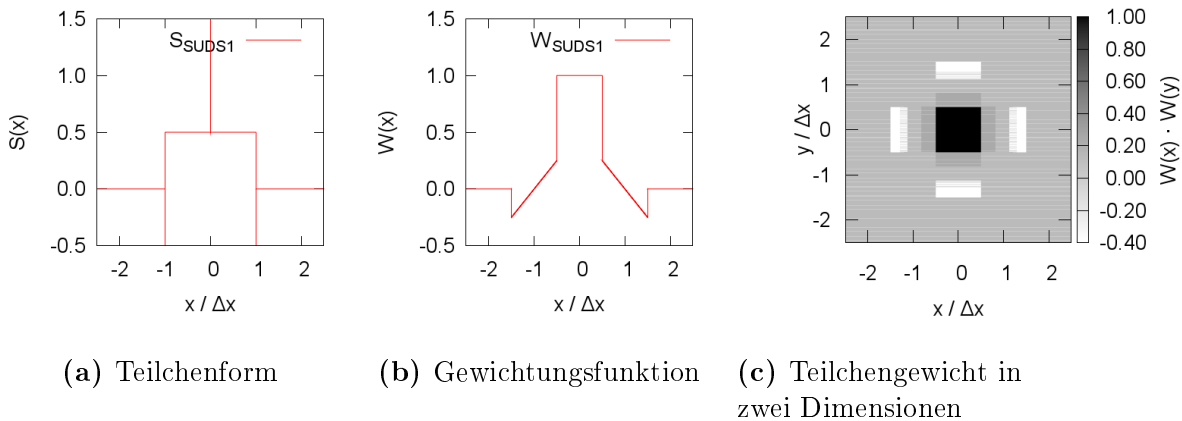 1.5
1.0
0.5
0.0
-0.5
S(x)
S_SUDS1
-2 -1 0 1 2
x / Δx
1.5
1.0
0.5
0.0
-0.5
W(x)
W_SUDS1
-2 -1 0 1 2
x / Δx
2
1
0
-1
-2
y / Δx
-2 -1 0 1 2
x / Δx
1.00
0.80
0.60
0.40
0.20
0.00
-0.20
-0.40
W(x) · W(y)
(a) Teilchenform
(b) Gewichtungsfunktion
(c) Teilchengewicht in
zwei Dimensionen